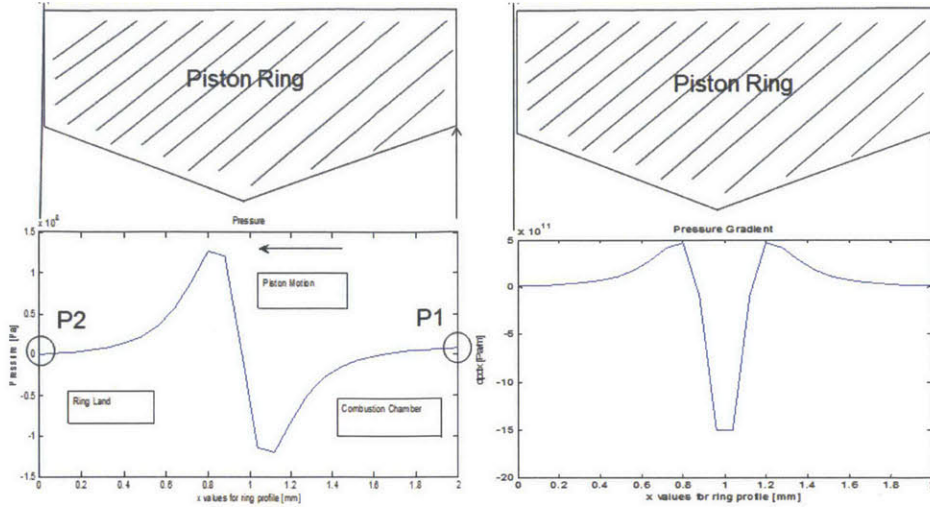 Piston Ring
Piston Ring
Pressure
x 10
Pressure [Pa]
1.5
1
0.5
0
-0.5
-1
-1.5
0
0.2
0.4
0.6
0.8
1
1.2
1.4
1.6
1.8
2
x values for ring profile [mm]
Piston Motion
P2
P1
Ring Land
Combustion Chamber
Pressure Gradient
x 10 11
dpdx [Pa/m]
5
0
-5
-10
-15
-20
0
0.2
0.4
0.6
0.8
1
1.2
1.4
1.6
1.8
x values for ring profile [mm]